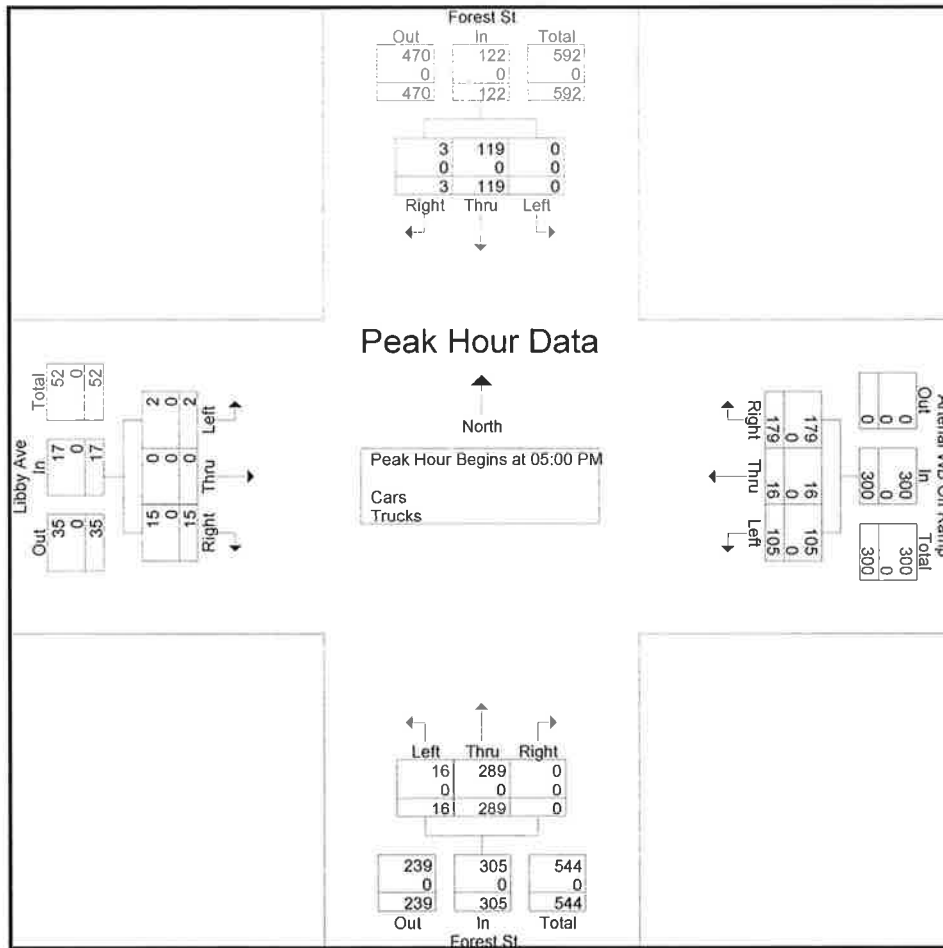 Forest St
Out In Total
470 122 592
0 0 0
470 122 592
3 119 0
0 0 0
3 119 0
Right Thru Left
Peak Hour Data
North
Peak Hour Begins at 05:00 PM
Cars
Trucks
Libby Ave
Total
52
0
52
In
17
0
17
Out
35
0
35
Left
2
0
2
Thru
0
0
0
Right
15
0
15
Right
179
0
179
Thru
16
0
16
Left
105
0
105
Out
0
0
0
In
300
0
300
Total
300
0
300
Arterial WB Off Ramp
Left Thru Right
16 289 0
0 0 0
16 289 0
239 305 544
0 0 0
239 305 544
Out In Total
Forest St